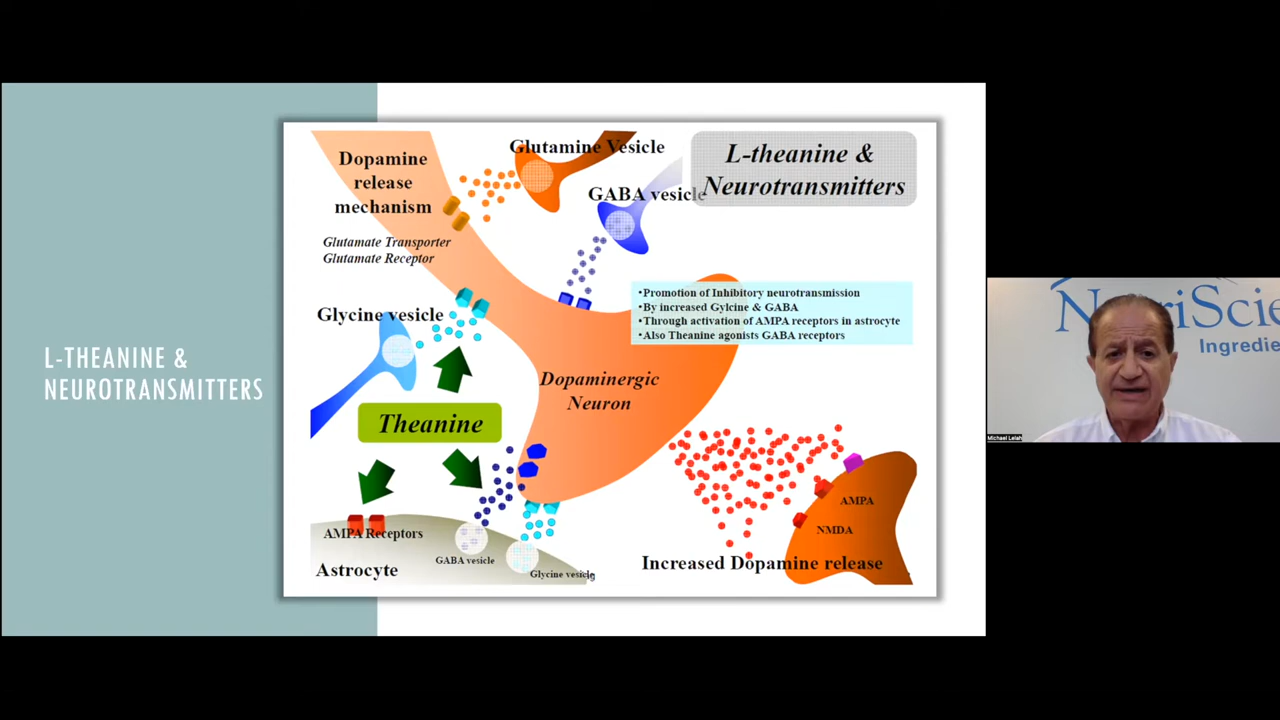 L-THEANINE &
NEUROTRANSMITTERS
Dopamine
release
mechanism
Glutamate Transporter
Glutamate Receptor
Glutamine Vesicle
GABA vesicle
L-theanine &
Neurotransmitters
•Promotion of Inhibitory neurotransmission
•By increased Gylcine & GABA
•Through activation of AMPA receptors in astrocyte
•Also Theanine agonists GABA receptors
Glycine vesicle
Dopaminergic
Neuron
Theanine
AMPA Receptors
Astrocyte
GABA vesicle
Glycine vesicle
AMPA
NMDA
Increased Dopamine release
Ingredie
Michael Lelah